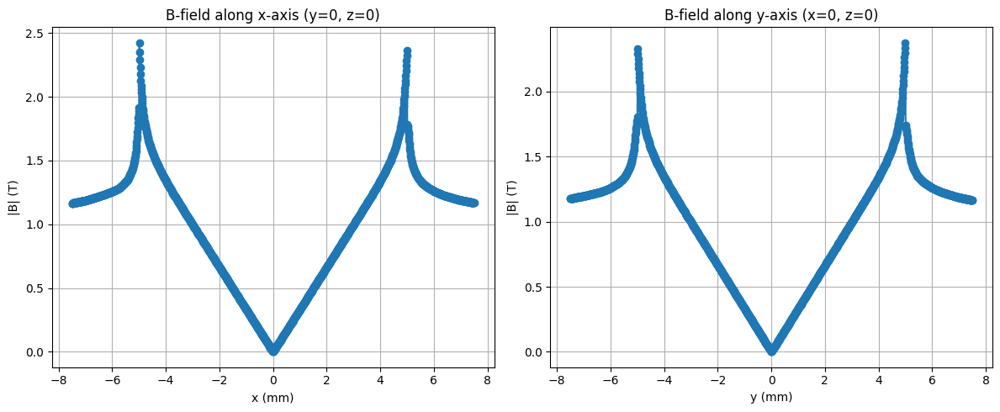 B-field along x-axis (y=0, z=0)
2.5
2.0
1.5
1.0
0.5
0.0
|B| (T)
−8 −6 −4 −2 0 2 4 6 8
x (mm)
B-field along y-axis (x=0, z=0)
2.0
1.5
1.0
0.5
0.0
|B| (T)
−8 −6 −4 −2 0 2 4 6 8
y (mm)